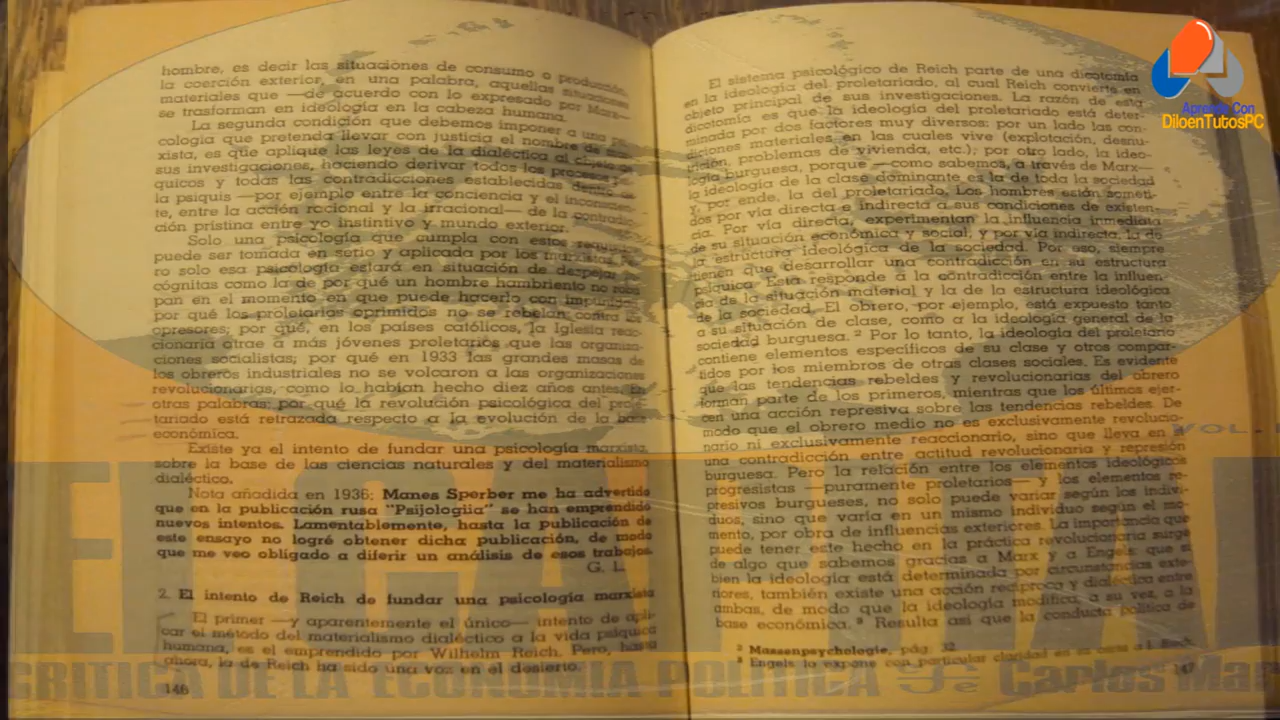 hombre, es decir las situaciones de consumo o producción,
la coerción exterior, en una palabra, aquellas situaciones
materiales que —de acuerdo con lo expresado por Marx—
se trasforman en ideología en la cabeza humana.
La segunda condición que debemos imponer a una psi-
cología que pretenda llevar con justicia el nombre de mar-
xista, es que aplique las leyes de la dialéctica al objeto de
sus investigaciones, haciendo derivar todos los procesos psí-
quicos y todas las contradicciones establecidas dentro de
la psiquis —por ejemplo entre la conciencia y el inconscien-
te, entre la acción racional y la irracional— de la contradic-
ción prístina entre yo instintivo y mundo exterior.
Solo una psicología que cumpla con estos requisitos
puede ser tomada en serio y aplicada por los marxistas. Pe-
ro solo esa psicología estará en situación de despejar in-
cógnitas como la de por qué un hombre hambriento no roba
pan en el momento en que puede hacerlo con impunidad;
por qué los proletarios oprimidos no se rebelan contra los
opresores; por qué, en los países católicos, la Iglesia reac-
cionaria atrae a más jóvenes proletarios que las organiza-
ciones socialistas; por qué en 1933 las grandes masas de
los obreros industriales no se volcaron a las organizaciones
revolucionarias, como lo habían hecho diez años antes. En
otras palabras: por qué la revolución psicológica del prole-
tariado está retrazada respecto a la evolución de la base
económica.
Existe ya el intento de fundar una psicología marxista,
sobre la base de las ciencias naturales y del materialismo
dialéctico.
Nota añadida en 1936: Manes Sperber me ha advertido
que en la publicación rusa "Psijologiia" se han emprendido
nuevos intentos. Lamentablemente, hasta la publicación de
este ensayo no logré obtener dicha publicación, de modo
que me veo obligado a diferir un análisis de esos trabajos.
G. L.
2. El intento de Reich de fundar una psicología marxista
El primer —y aparentemente el único— intento de apli-
car el método del materialismo dialéctico a la vida psíquica
humana, es el emprendido por Wilhelm Reich. Pero, hasta
ahora, la de Reich ha sido una voz en el desierto.
146
El sistema psicológico de Reich parte de una dicotomía
en la ideología del proletariado, al cual Reich convierte en
objeto principal de sus investigaciones. La razón de esta
dicotomía es que la ideología del proletariado está deter-
minada por dos factores muy diversos: por un lado las con-
diciones materiales en las cuales vive (explotación, desnu-
trición, problemas de vivienda, etc.); por otro lado, la ideo-
logía burguesa, porque —como sabemos, a través de Marx—
la ideología de la clase dominante es la de toda la sociedad
y, por ende, la del proletariado. Los hombres están someti-
dos por vía directa e indirecta a sus condiciones de existen-
cia. Por vía directa, experimentan la influencia inmediata
de su situación económica y social, y por vía indirecta, la de
la estructura ideológica de la sociedad. Por eso, siempre
tienen que desarrollar una contradicción en su estructura
psíquica. Esta responde a la contradicción entre la influen-
cia de la situación material y la de la estructura ideológica
de la sociedad. El obrero, por ejemplo, está expuesto tanto
a su situación de clase, como a la ideología general de la
sociedad burguesa. ² Por lo tanto, la ideología del proletario
contiene elementos específicos de su clase y otros compar-
tidos por los miembros de otras clases sociales. Es evidente
que las tendencias rebeldes y revolucionarias del obrero
forman parte de los primeros, mientras que los últimos ejer-
cen una acción represiva sobre las tendencias rebeldes. De
modo que el obrero medio no es exclusivamente revolucio-
nario ni exclusivamente reaccionario, sino que lleva en sí
una contradicción entre actitud revolucionaria y represión
burguesa. Pero la relación entre los elementos ideológicos
progresistas —puramente proletarios— y los elementos re-
presivos burgueses, no solo puede variar según los indivi-
duos, sino que varía en un mismo individuo según el mo-
mento, por obra de influencias exteriores. La importancia que
puede tener este hecho en la práctica revolucionaria surge
de algo que sabemos gracias a Marx y a Engels: que si
bien la ideología está determinada por circunstancias exte-
riores, también existe una acción recíproca y dialéctica entre
ambas, de modo que la ideología modifica, a su vez, a la
base económica. ³ Resulta así que la conducta política de
² Massenpsychologie, pág. 32
³ Engels lo expone con particular claridad en su carta a J. Bloch.
147
Aprende Con
DiloenTutosPC
VOL. I
EL CAPITAL
CRITICA DE LA ECONOMIA POLITICA Carlos Mar